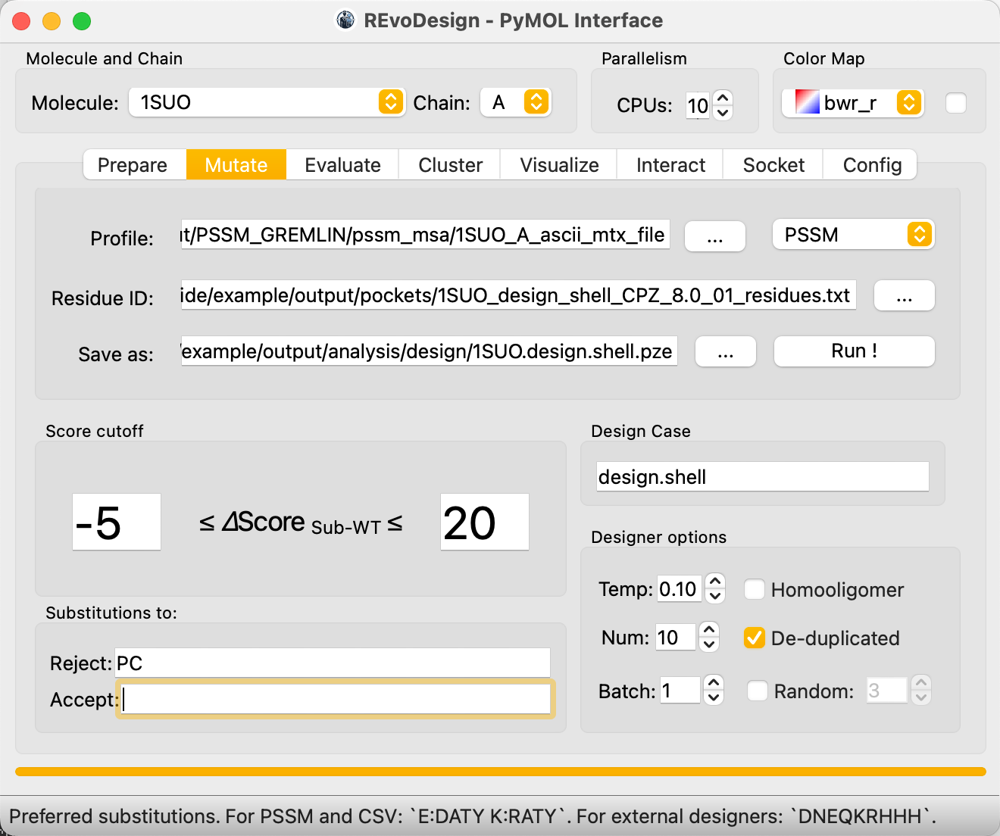 REvoDesign - PyMOL Interface
Molecule and Chain
Parallelism
Color Map
Molecule: 1SUO Chain: A
CPUs: 10
bwr_r
Prepare Mutate Evaluate Cluster Visualize Interact Socket Config
Profile: ut/PSSM_GREMLIN/pssm_msa/1SUO_A_ascii_mtx_file ... PSSM
Residue ID: ide/example/output/pockets/1SUO_design_shell_CPZ_8.0_01_residues.txt ...
Save as: /example/output/analysis/design/1SUO.design.shell.pze ... Run !
Score cutoff
-5 ≤ ΔScore Sub-WT ≤ 20
Design Case
design.shell
Designer options
Temp: 0.10 Homooligomer
Num: 10 De-duplicated
Batch: 1 Random: 3
Substitutions to:
Reject: PC
Accept:
Preferred substitutions. For PSSM and CSV: `E:DATY K:RATY`. For external designers: `DNEQKRHHH`.